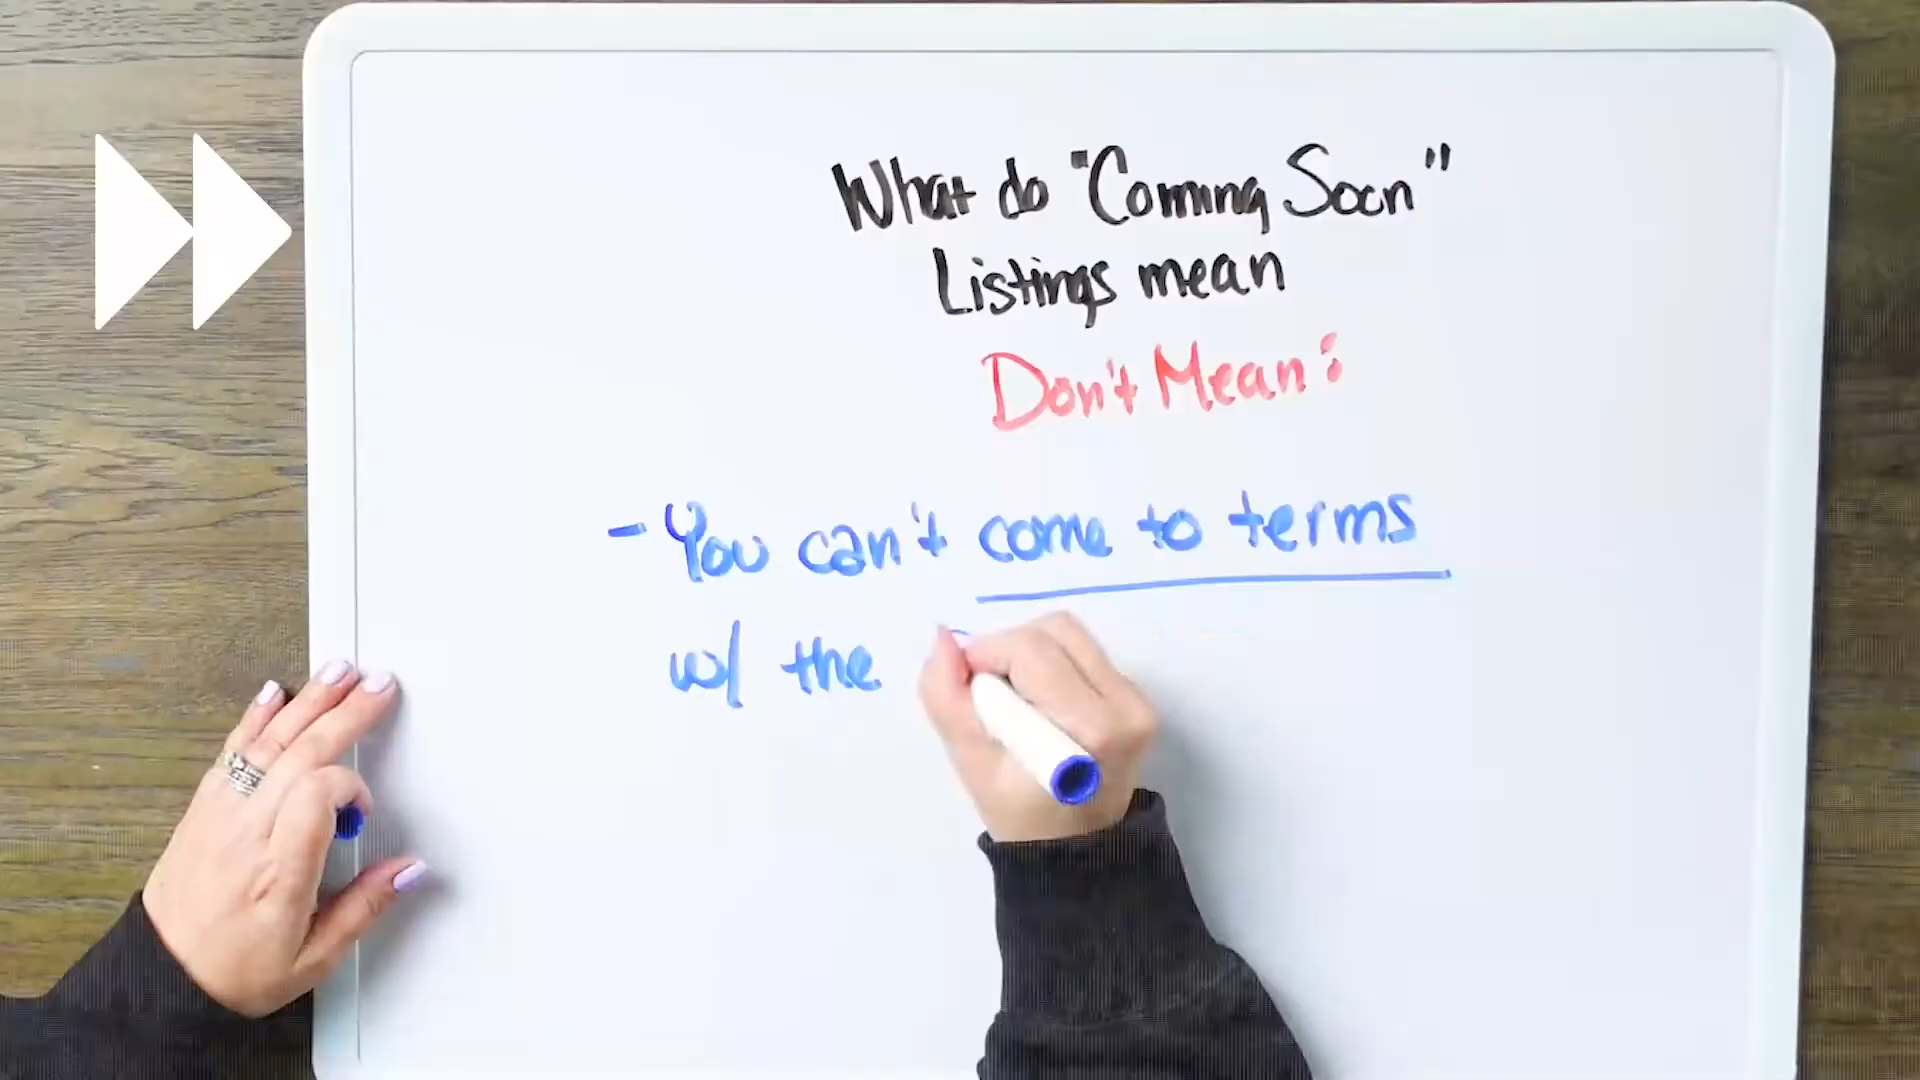 What do "Coming Soon"
Listings mean
Don't Mean:
- You can't come to terms
w/ the